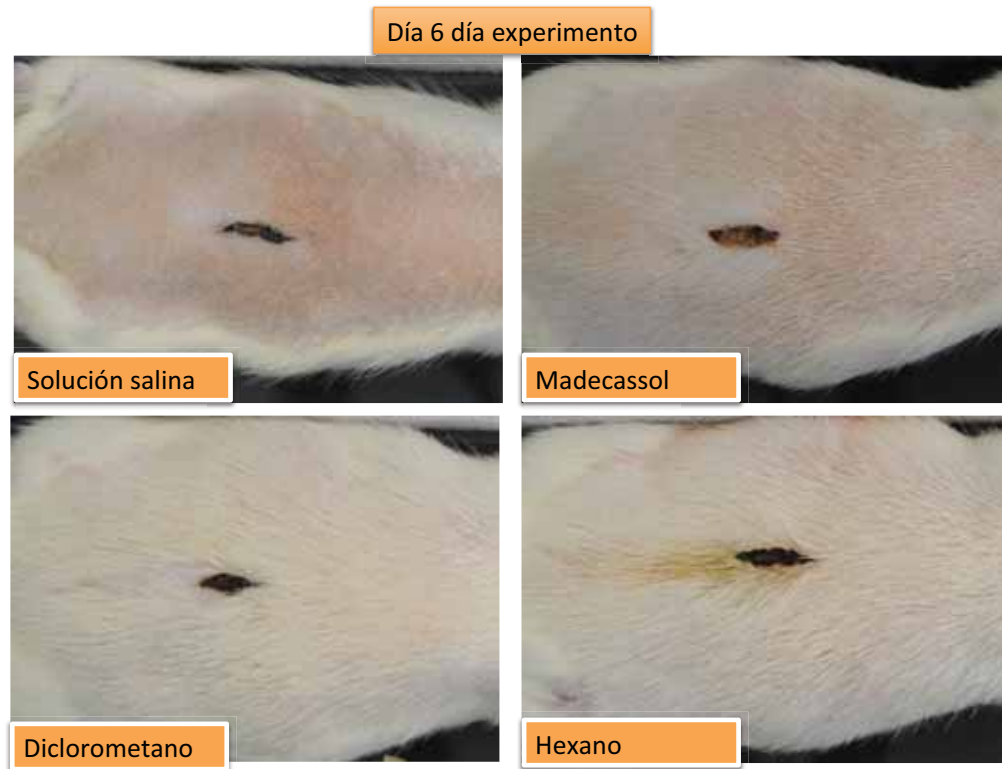 Día 6 día experimento
Solución salina
Madecassol
Diclorometano
Hexano